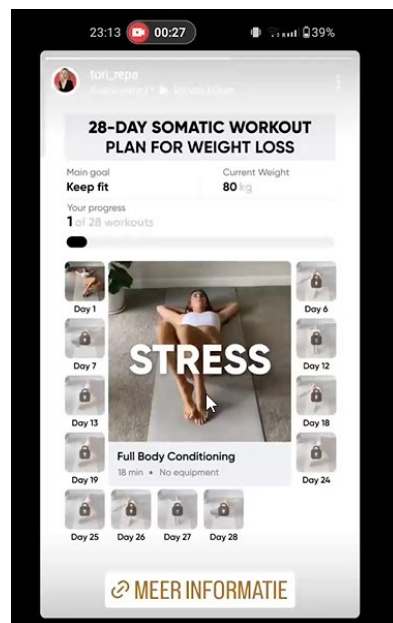 23:13 00:27 39%
tori_repa
28-DAY SOMATIC WORKOUT
PLAN FOR WEIGHT LOSS
Main goal Current Weight
Keep fit 80 kg
Your progress
1 of 28 workouts
Day 1 Day 6
STRESS
Day 7 Day 12
Day 13 Day 18
Full Body Conditioning
18 min • No equipment
Day 19 Day 24
Day 25 Day 26 Day 27 Day 28
MEER INFORMATIE